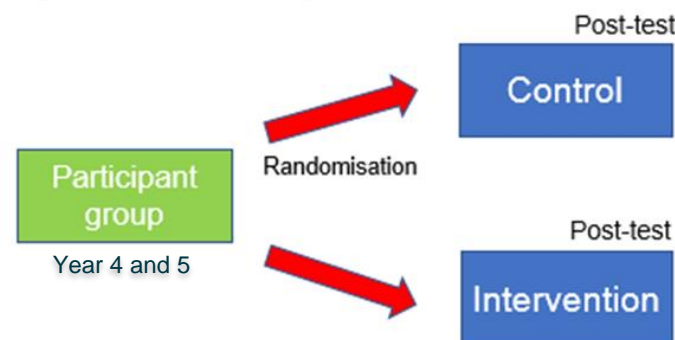 Post-test
Control
Randomisation
Participant
group
Year 4 and 5
Post-test
Intervention